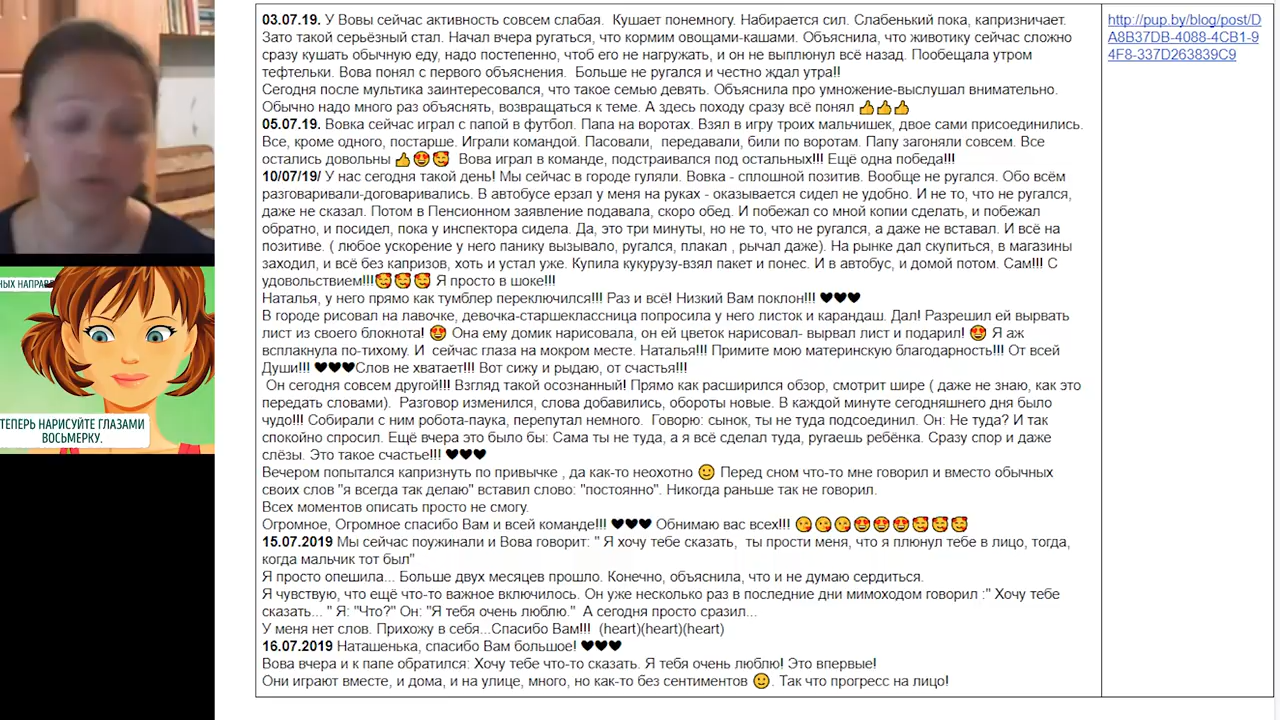 03.07.19. У Вовы сейчас активность совсем слабая. Кушает понемногу. Набирается сил. Слабенький пока, капризничает.
Зато такой серьёзный стал. Начал вчера ругаться, что кормим овощами-кашами. Объяснила, что животику сейчас сложно
сразу кушать обычную еду, надо постепенно, чтоб его не нагружать, и он не выплюнул всё назад. Пообещала утром
тефтельки. Вова понял с первого объяснения. Больше не ругался и честно ждал утра!!
Сегодня после мультика заинтересовался, что такое семью девять. Объяснила про умножение-выслушал внимательно.
Обычно надо много раз объяснять, возвращаться к теме. А здесь походу сразу всё понял 👍👍👍
05.07.19. Вовка сейчас играл с папой в футбол. Папа на воротах. Взял в игру троих мальчишек, двое сами присоединились.
Все, кроме одного, постарше. Играли командой. Пасовали, передавали, били по воротам. Папу загоняли совсем. Все
остались довольны 👍😍🥰 Вова играл в команде, подстраивался под остальных!!! Ещё одна победа!!!
10/07/19/ У нас сегодня такой день! Мы сейчас в городе гуляли. Вовка - сплошной позитив. Вообще не ругался. Обо всём
разговаривали-договаривались. В автобусе ерзал у меня на руках - оказывается сидел не удобно. И не то, что не ругался,
даже не сказал. Потом в Пенсионном заявление подавала, скоро обед. И побежал со мной копии сделать, и побежал
обратно, и посидел, пока у инспектора сидела. Да, это три минуты, но не то, что не ругался, а даже не вставал. И всё на
позитиве. ( любое ускорение у него панику вызывало, ругался, плакал , рычал даже). На рынке дал скупиться, в магазины
заходил, и всё без капризов, хоть и устал уже. Купила кукурузу-взял пакет и понес. И в автобус, и домой потом. Сам!!! С
удовольствием!!!🥰🥰🥰 Я просто в шоке!!!
Наталья, у него прямо как тумблер переключился!!! Раз и всё! Низкий Вам поклон!!! ♥♥♥
В городе рисовал на лавочке, девочка-старшеклассница попросила у него листок и карандаш. Дал! Разрешил ей вырвать
лист из своего блокнота! 😍 Она ему домик нарисовала, он ей цветок нарисовал- вырвал лист и подарил! 😍 Я аж
всплакнула по-тихому. И сейчас глаза на мокром месте. Наталья!!! Примите мою материнскую благодарность!!! От всей
Души!!! ♥♥♥Слов не хватает!!! Вот сижу и рыдаю, от счастья!!!
Он сегодня совсем другой!!! Взгляд такой осознанный! Прямо как расширился обзор, смотрит шире ( даже не знаю, как это
передать словами). Разговор изменился, слова добавились, обороты новые. В каждой минуте сегодняшнего дня было
чудо!!! Собирали с ним робота-паука, перепутал немного. Говорю: сынок, ты не туда подсоединил. Он: Не туда? И так
спокойно спросил. Ещё вчера это было бы: Сама ты не туда, а я всё сделал туда, ругаешь ребёнка. Сразу спор и даже
слёзы. Это такое счастье!!! ♥♥♥
Вечером попытался капризнуть по привычке , да как-то неохотно 🙂 Перед сном что-то мне говорил и вместо обычных
своих слов "я всегда так делаю" вставил слово: "постоянно". Никогда раньше так не говорил.
Всех моментов описать просто не смогу.
Огромное, Огромное спасибо Вам и всей команде!!! ♥♥♥ Обнимаю вас всех!!! 😘😘😘😍😍😍🥰🥰🥰
15.07.2019 Мы сейчас поужинали и Вова говорит: " Я хочу тебе сказать, ты прости меня, что я плюнул тебе в лицо, тогда,
когда мальчик тот был"
Я просто опешила... Больше двух месяцев прошло. Конечно, объяснила, что и не думаю сердиться.
Я чувствую, что ещё что-то важное включилось. Он уже несколько раз в последние дни мимоходом говорил :" Хочу тебе
сказать... " Я: "Что?" Он: "Я тебя очень люблю." А сегодня просто сразил...
У меня нет слов. Прихожу в себя...Спасибо Вам!!! (heart)(heart)(heart)
16.07.2019 Наташенька, спасибо Вам большое! ♥♥♥
Вова вчера и к папе обратился: Хочу тебе что-то сказать. Я тебя очень люблю! Это впервые!
Они играют вместе, и дома, и на улице, много, но как-то без сентиментов 🙂. Так что прогресс на лицо!
http://pup.by/blog/post/D
A8B37DB-4088-4CB1-9
4F8-337D263839C9
ТЕПЕРЬ НАРИСУЙТЕ ГЛАЗАМИ
ВОСЬМЕРКУ.